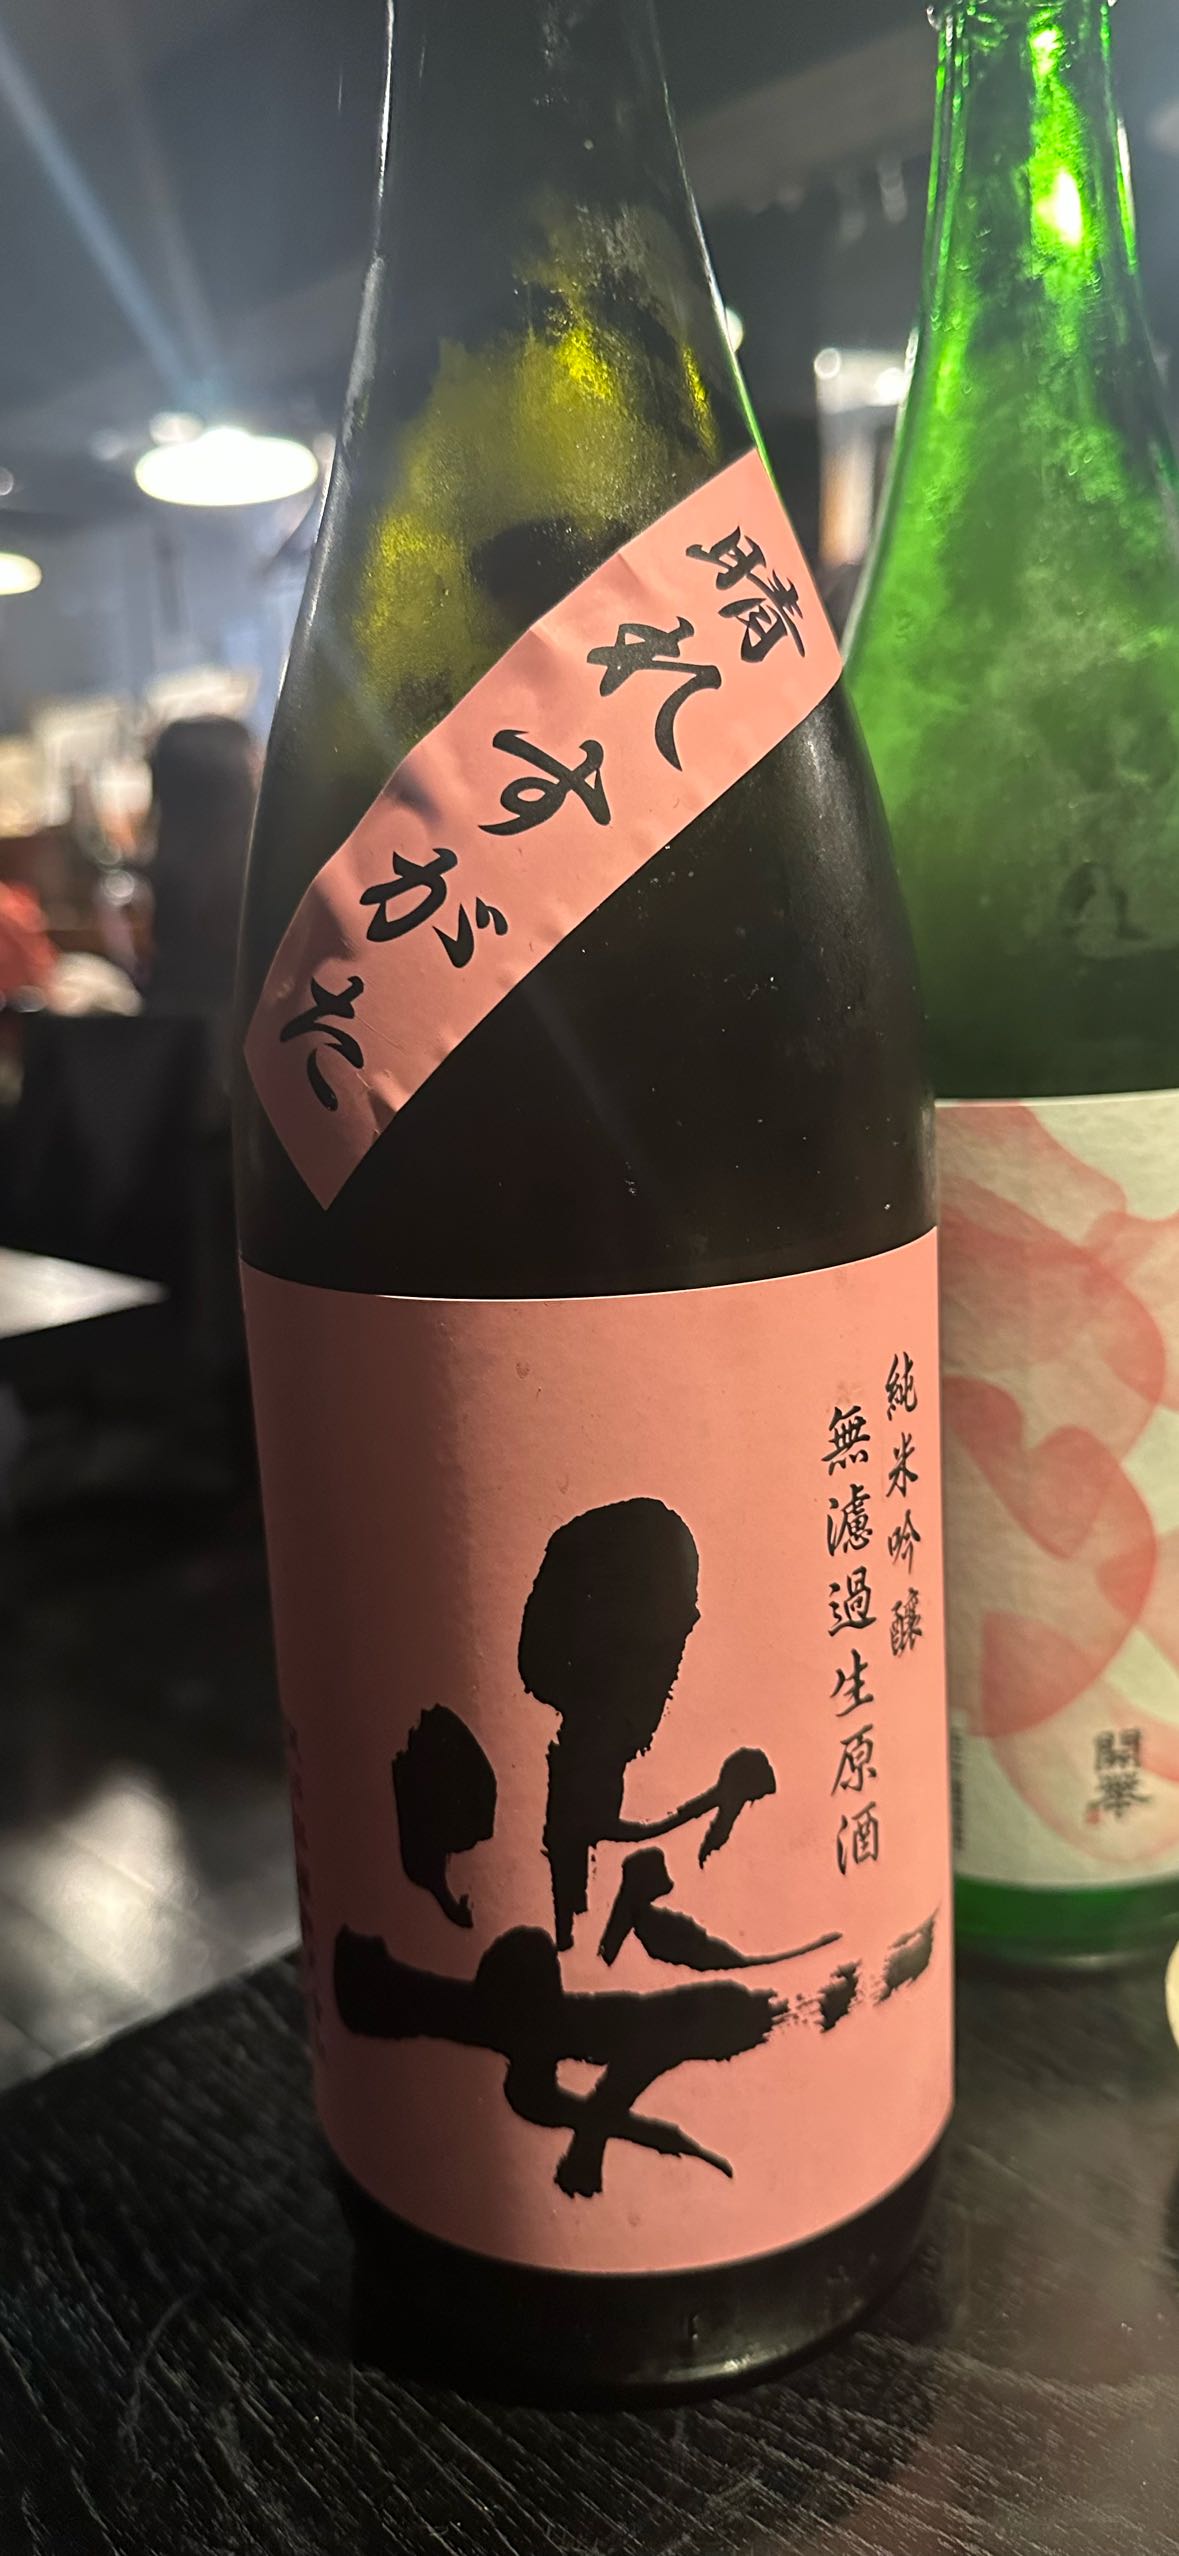 晴れすがた
純米吟醸
無濾過生原酒
姿
開華